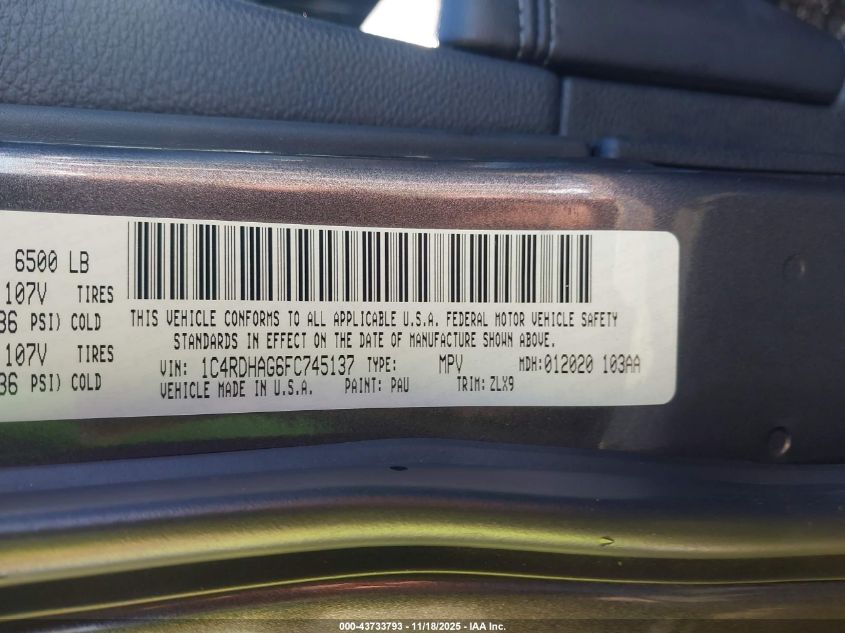 6500 LB
107V TIRES
36 PSI) COLD
107V TIRES
36 PSI) COLD
THIS VEHICLE CONFORMS TO ALL APPLICABLE U.S.A. FEDERAL MOTOR VEHICLE SAFETY
STANDARDS IN EFFECT ON THE DATE OF MANUFACTURE SHOWN ABOVE.
VIN: 1C4RDHAG6FC745137 TYPE: MPV MDH:012020 103AA
VEHICLE MADE IN U.S.A. PAINT: PAU TRIM: ZLX9
000-43733793 - 11/18/2025 - IAA Inc.